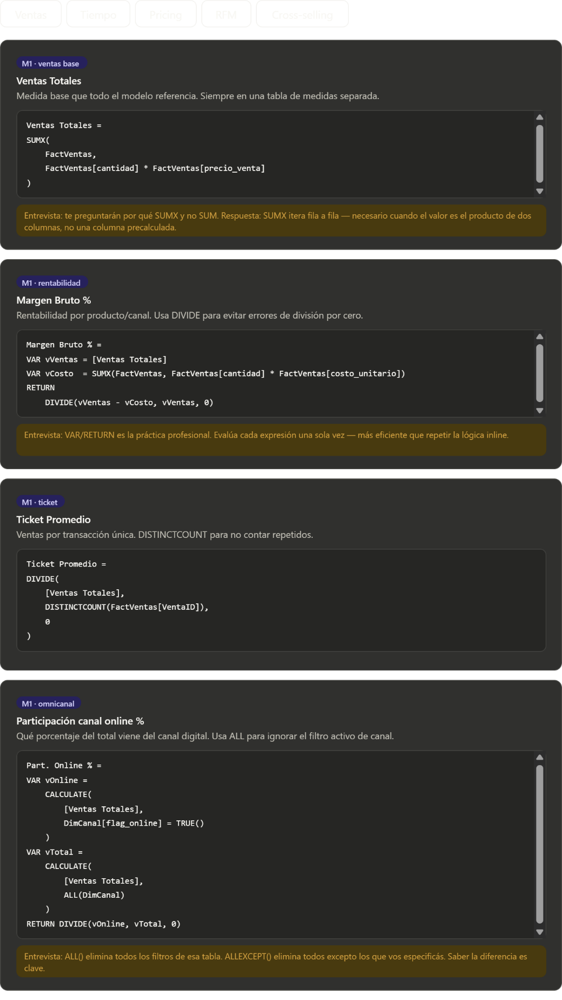 Ventas Tiempo Pricing RFM Cross-selling
M1 · ventas base
Ventas Totales
Medida base que todo el modelo referencia. Siempre en una tabla de medidas separada.
Ventas Totales =
SUMX(
    FactVentas,
    FactVentas[cantidad] * FactVentas[precio_venta]
)
Entrevista: te preguntarán por qué SUMX y no SUM. Respuesta: SUMX itera fila a fila — necesario cuando el valor es el producto de dos
columnas, no una columna precalculada.
M1 · rentabilidad
Margen Bruto %
Rentabilidad por producto/canal. Usa DIVIDE para evitar errores de división por cero.
Margen Bruto % =
VAR vVentas = [Ventas Totales]
VAR vCosto  = SUMX(FactVentas, FactVentas[cantidad] * FactVentas[costo_unitario])
RETURN
    DIVIDE(vVentas - vCosto, vVentas, 0)
Entrevista: VAR/RETURN es la práctica profesional. Evalúa cada expresión una sola vez — más eficiente que repetir la lógica inline.
M1 · ticket
Ticket Promedio
Ventas por transacción única. DISTINCTCOUNT para no contar repetidos.
Ticket Promedio =
DIVIDE(
    [Ventas Totales],
    DISTINCTCOUNT(FactVentas[VentaID]),
    0
)
M1 · omnicanal
Participación canal online %
Qué porcentaje del total viene del canal digital. Usa ALL para ignorar el filtro activo de canal.
Part. Online % =
VAR vOnline =
    CALCULATE(
        [Ventas Totales],
        DimCanal[flag_online] = TRUE()
    )
VAR vTotal =
    CALCULATE(
        [Ventas Totales],
        ALL(DimCanal)
    )
RETURN DIVIDE(vOnline, vTotal, 0)
Entrevista: ALL() elimina todos los filtros de esa tabla. ALLEXCEPT() elimina todos excepto los que vos especificás. Saber la diferencia es
clave.